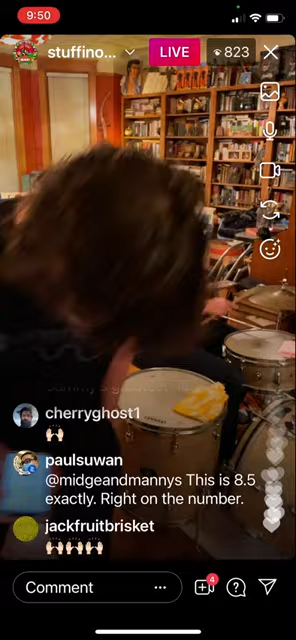 9:50
stuffino...
LIVE
823
cherryghost1
🙌🏻
paulsuwan
@midgeandmannys This is 8.5
exactly. Right on the number.
jackfruitbrisket
🙌🏻🙌🏻🙌🏻
Comment
...
4